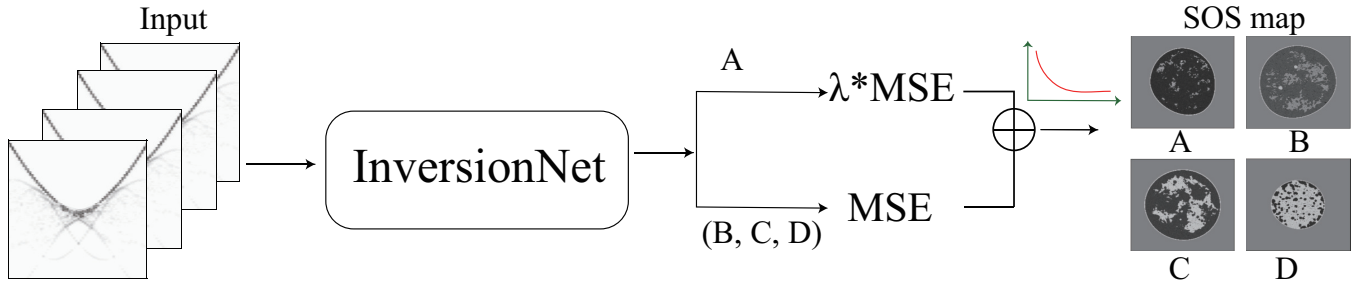 Input
InversionNet
A
λ*MSE
(B, C, D)
MSE
SOS map
A
B
C
D